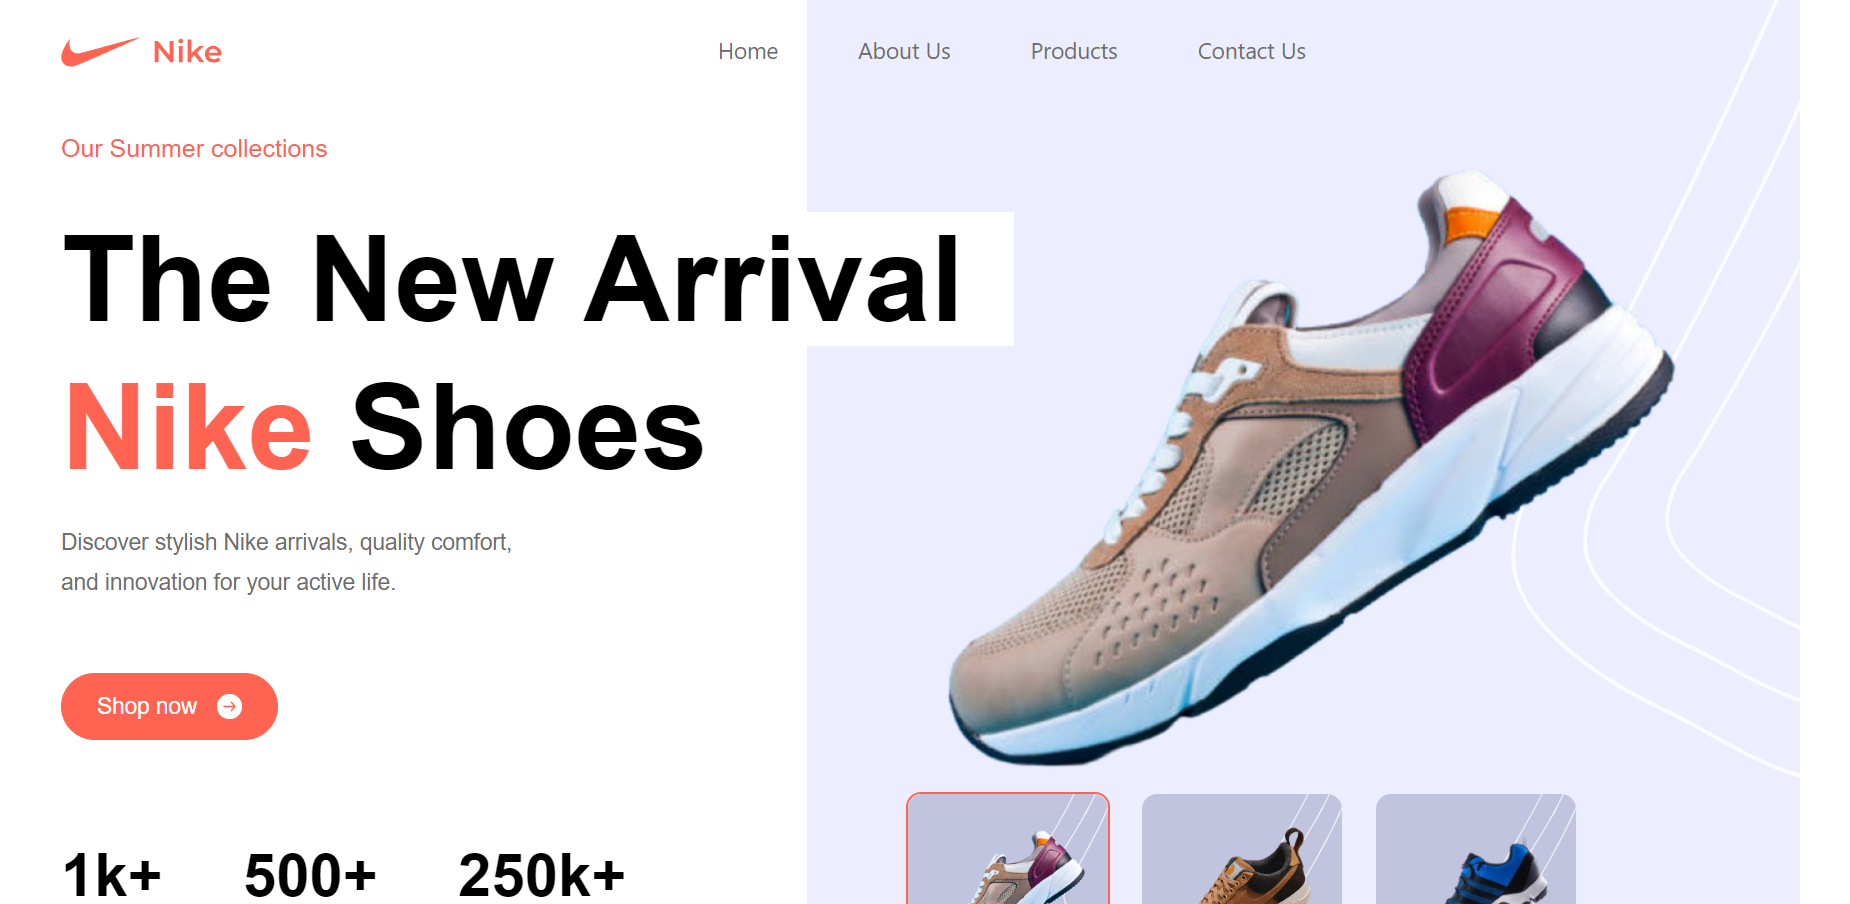 Nike
Home About Us Products Contact Us
Our Summer collections
The New Arrival
Nike Shoes
Discover stylish Nike arrivals, quality comfort,
and innovation for your active life.
Shop now
1k+ 500+ 250k+